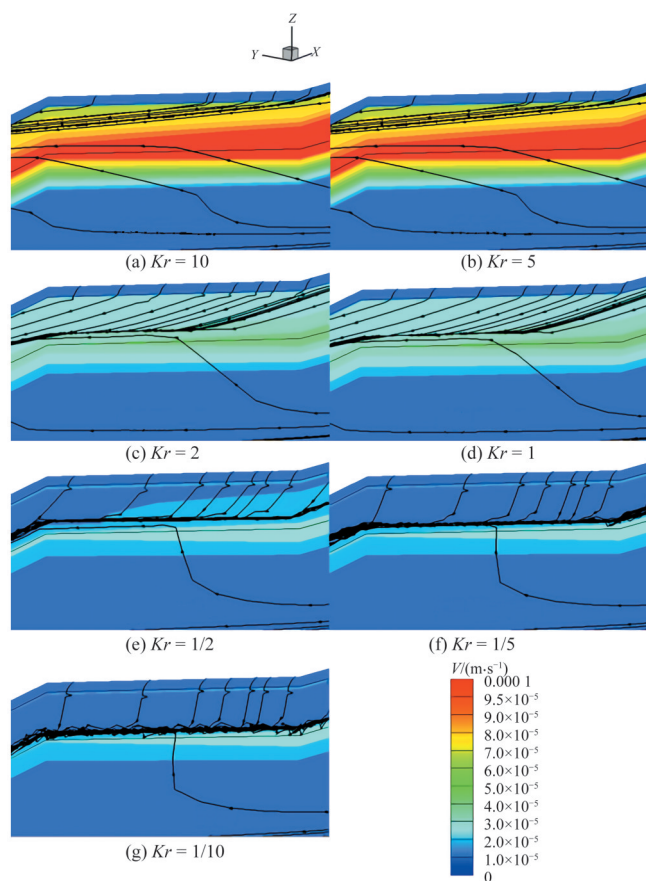 Z
Y X
(a) Kr = 10 (b) Kr = 5
(c) Kr = 2 (d) Kr = 1
(e) Kr = 1/2 (f) Kr = 1/5
V/(m·s⁻¹)
0.000 1
9.5×10⁻⁵
9.0×10⁻⁵
8.0×10⁻⁵
7.0×10⁻⁵
6.0×10⁻⁵
5.0×10⁻⁵
4.0×10⁻⁵
3.0×10⁻⁵
2.0×10⁻⁵
1.0×10⁻⁵
0
(g) Kr = 1/10